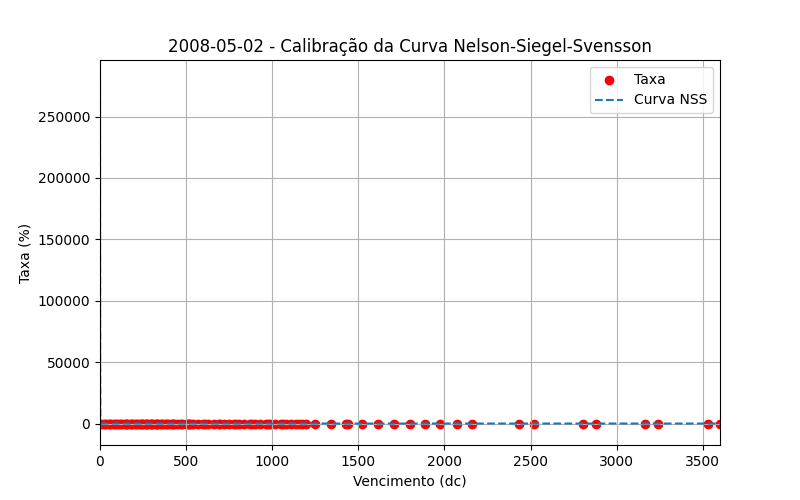 2008-05-02 - Calibração da Curva Nelson-Siegel-Svensson
Taxa
Curva NSS
Taxa (%)
250000
200000
150000
100000
50000
0
0 500 1000 1500 2000 2500 3000 3500
Vencimento (dc)